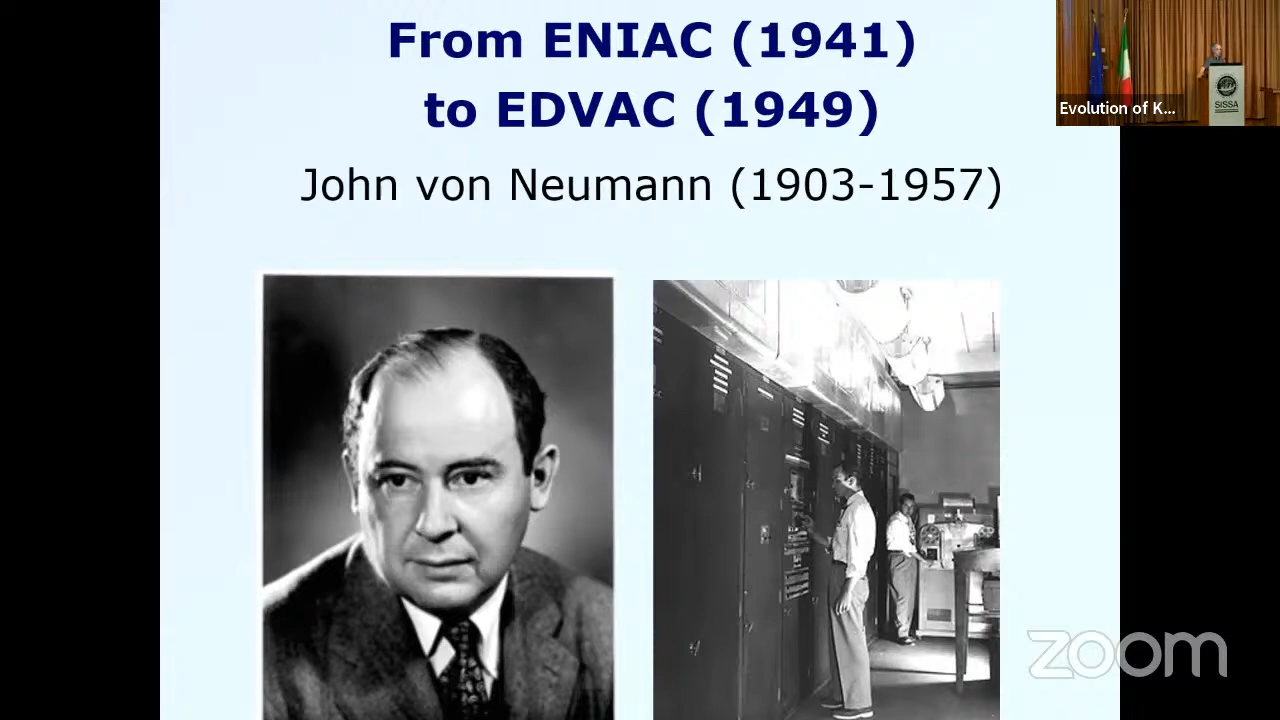 From ENIAC (1941)
to EDVAC (1949)
John von Neumann (1903-1957)
Evolution of K...
SISSA
zoom